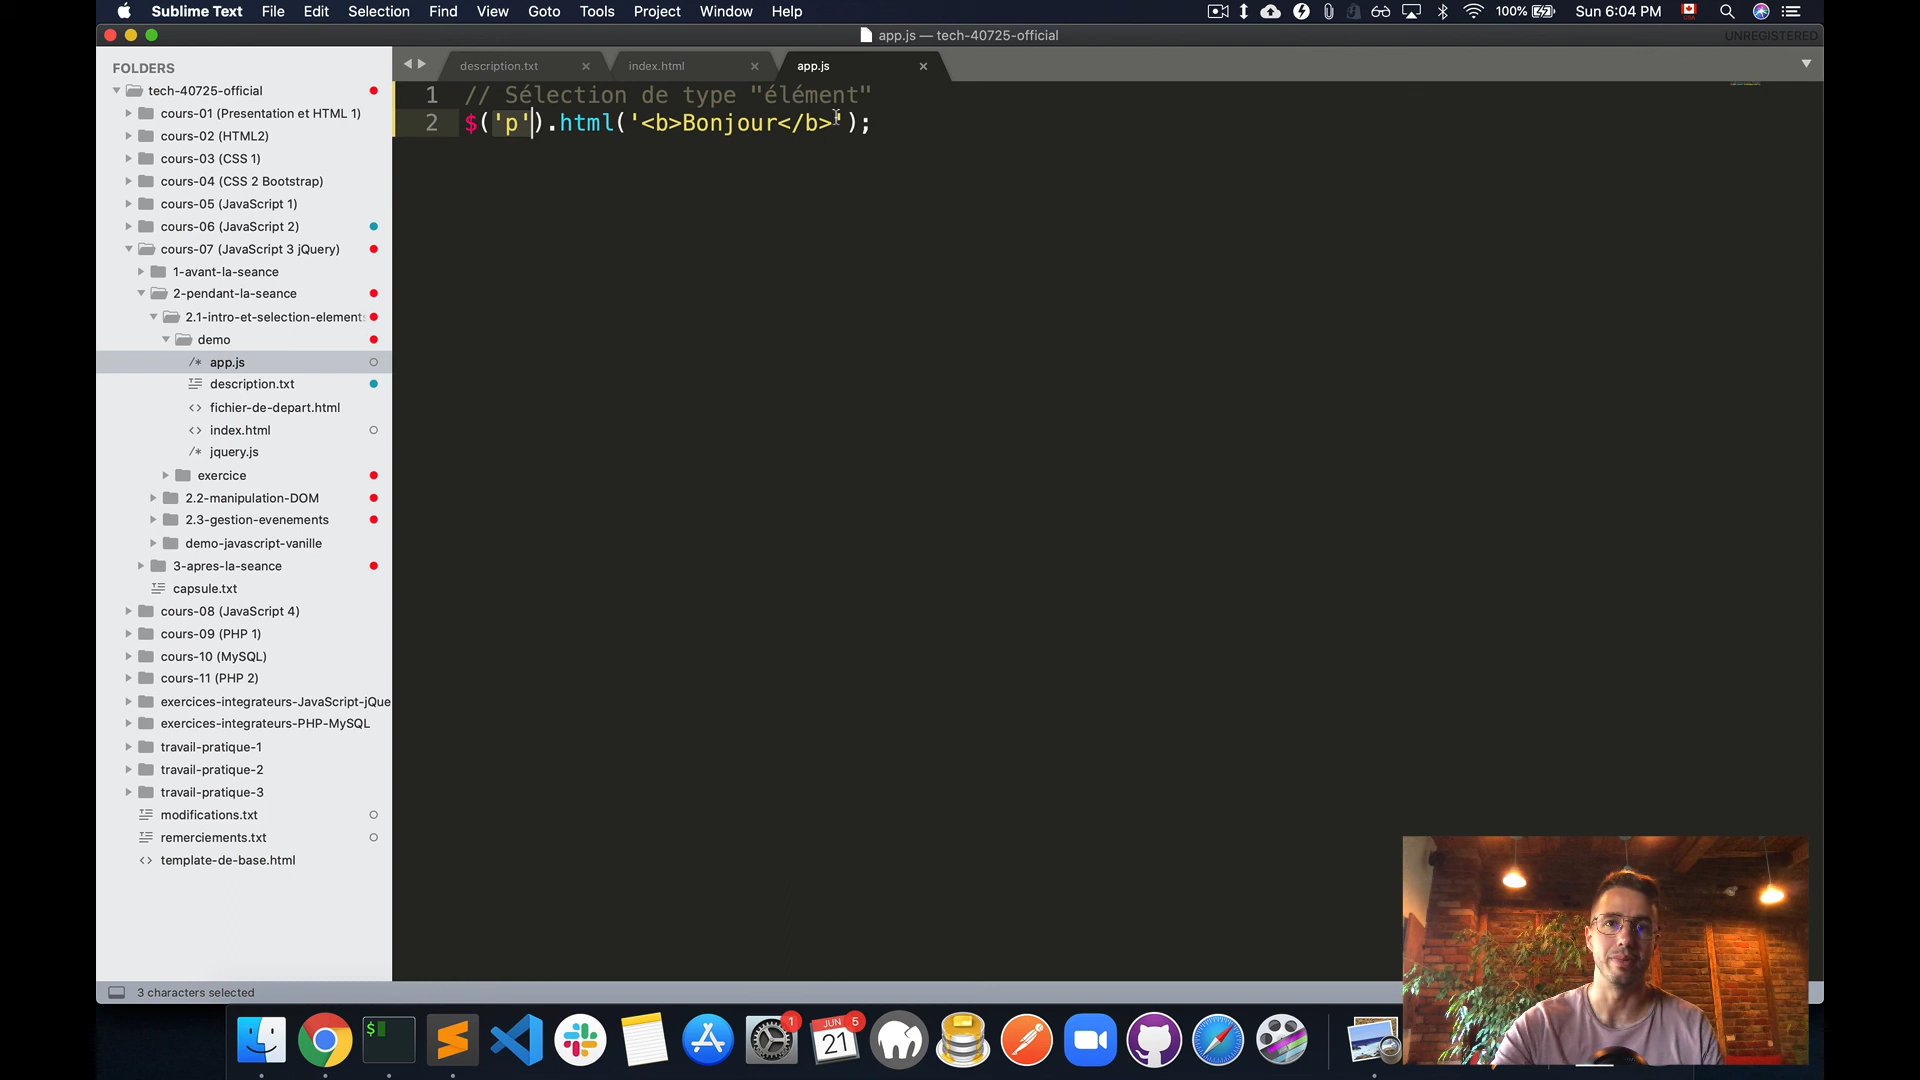 Sublime Text File Edit Selection Find View Goto Tools Project Window Help 100% Sun 6:04 PM
app.js — tech-40725-official UNREGISTERED
FOLDERS
tech-40725-official
cours-01 (Presentation et HTML 1)
cours-02 (HTML2)
cours-03 (CSS 1)
cours-04 (CSS 2 Bootstrap)
cours-05 (JavaScript 1)
cours-06 (JavaScript 2)
cours-07 (JavaScript 3 jQuery)
1-avant-la-seance
2-pendant-la-seance
2.1-intro-et-selection-element
demo
/* app.js
description.txt
<> fichier-de-depart.html
<> index.html
/* jquery.js
exercice
2.2-manipulation-DOM
2.3-gestion-evenements
demo-javascript-vanille
3-apres-la-seance
capsule.txt
cours-08 (JavaScript 4)
cours-09 (PHP 1)
cours-10 (MySQL)
cours-11 (PHP 2)
exercices-integrateurs-JavaScript-jQue
exercices-integrateurs-PHP-MySQL
travail-pratique-1
travail-pratique-2
travail-pratique-3
modifications.txt
remerciements.txt
<> template-de-base.html
description.txt index.html app.js
1 // Sélection de type "élément"
2 $('p').html('<b>Bonjour</b>');
3 characters selected
$
1
JUN 5
21